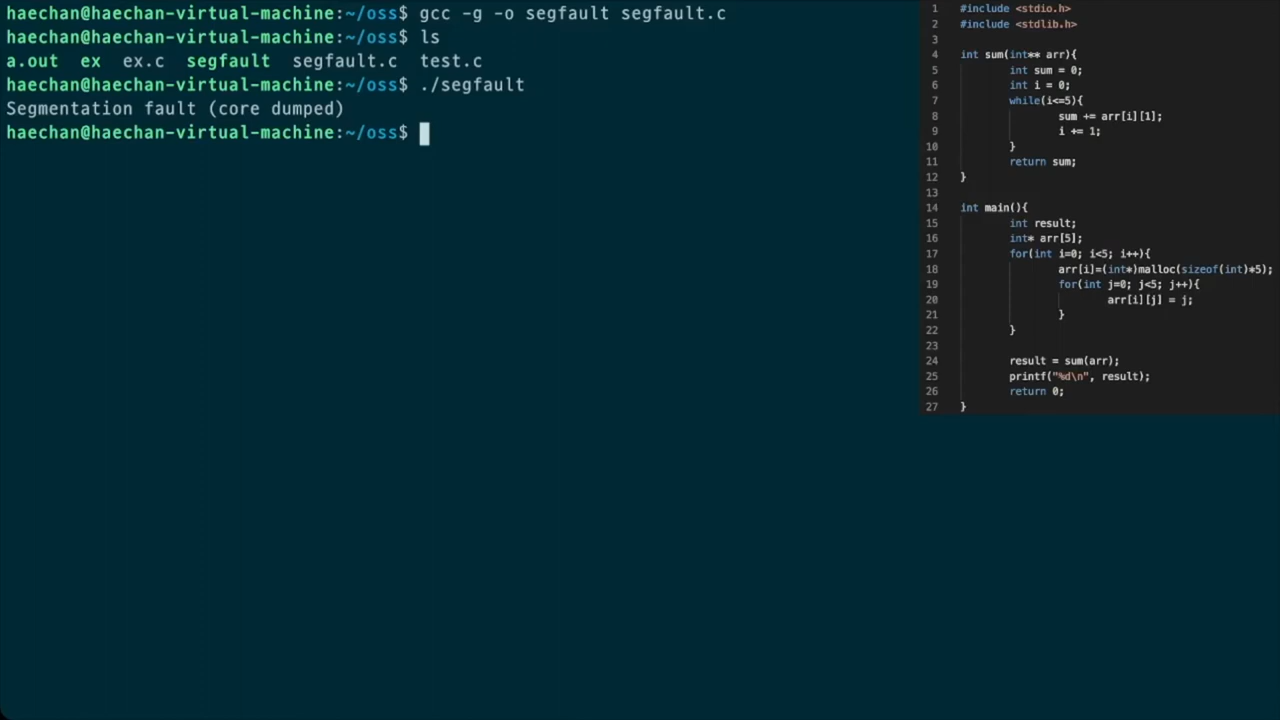 haechan@haechan-virtual-machine:~/oss$ gcc -g -o segfault segfault.c
haechan@haechan-virtual-machine:~/oss$ ls
a.out  ex  ex.c  segfault  segfault.c  test.c
haechan@haechan-virtual-machine:~/oss$ ./segfault
Segmentation fault (core dumped)
haechan@haechan-virtual-machine:~/oss$
1 #include <stdio.h>
2 #include <stdlib.h>
3
4 int sum(int** arr){
5 int sum = 0;
6 int i = 0;
7 while(i<=5){
8 sum += arr[i][1];
9 i += 1;
10 }
11 return sum;
12 }
13
14 int main(){
15 int result;
16 int* arr[5];
17 for(int i=0; i<5; i++){
18 arr[i]=(int*)malloc(sizeof(int)*5);
19 for(int j=0; j<5; j++){
20 arr[i][j] = j;
21 }
22 }
23
24 result = sum(arr);
25 printf("%d\n", result);
26 return 0;
27 }